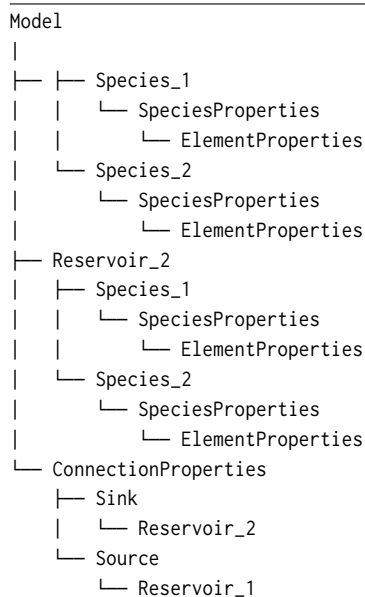 Model
│
├── ├── Species_1
│   │   └── SpeciesProperties
│   │       └── ElementProperties
│   └── Species_2
│       └── SpeciesProperties
│           └── ElementProperties
├── Reservoir_2
│   ├── Species_1
│   │   └── SpeciesProperties
│   │       └── ElementProperties
│   └── Species_2
│       └── SpeciesProperties
│           └── ElementProperties
└── ConnectionProperties
    ├── Sink
    │   └── Reservoir_2
    └── Source
        └── Reservoir_1